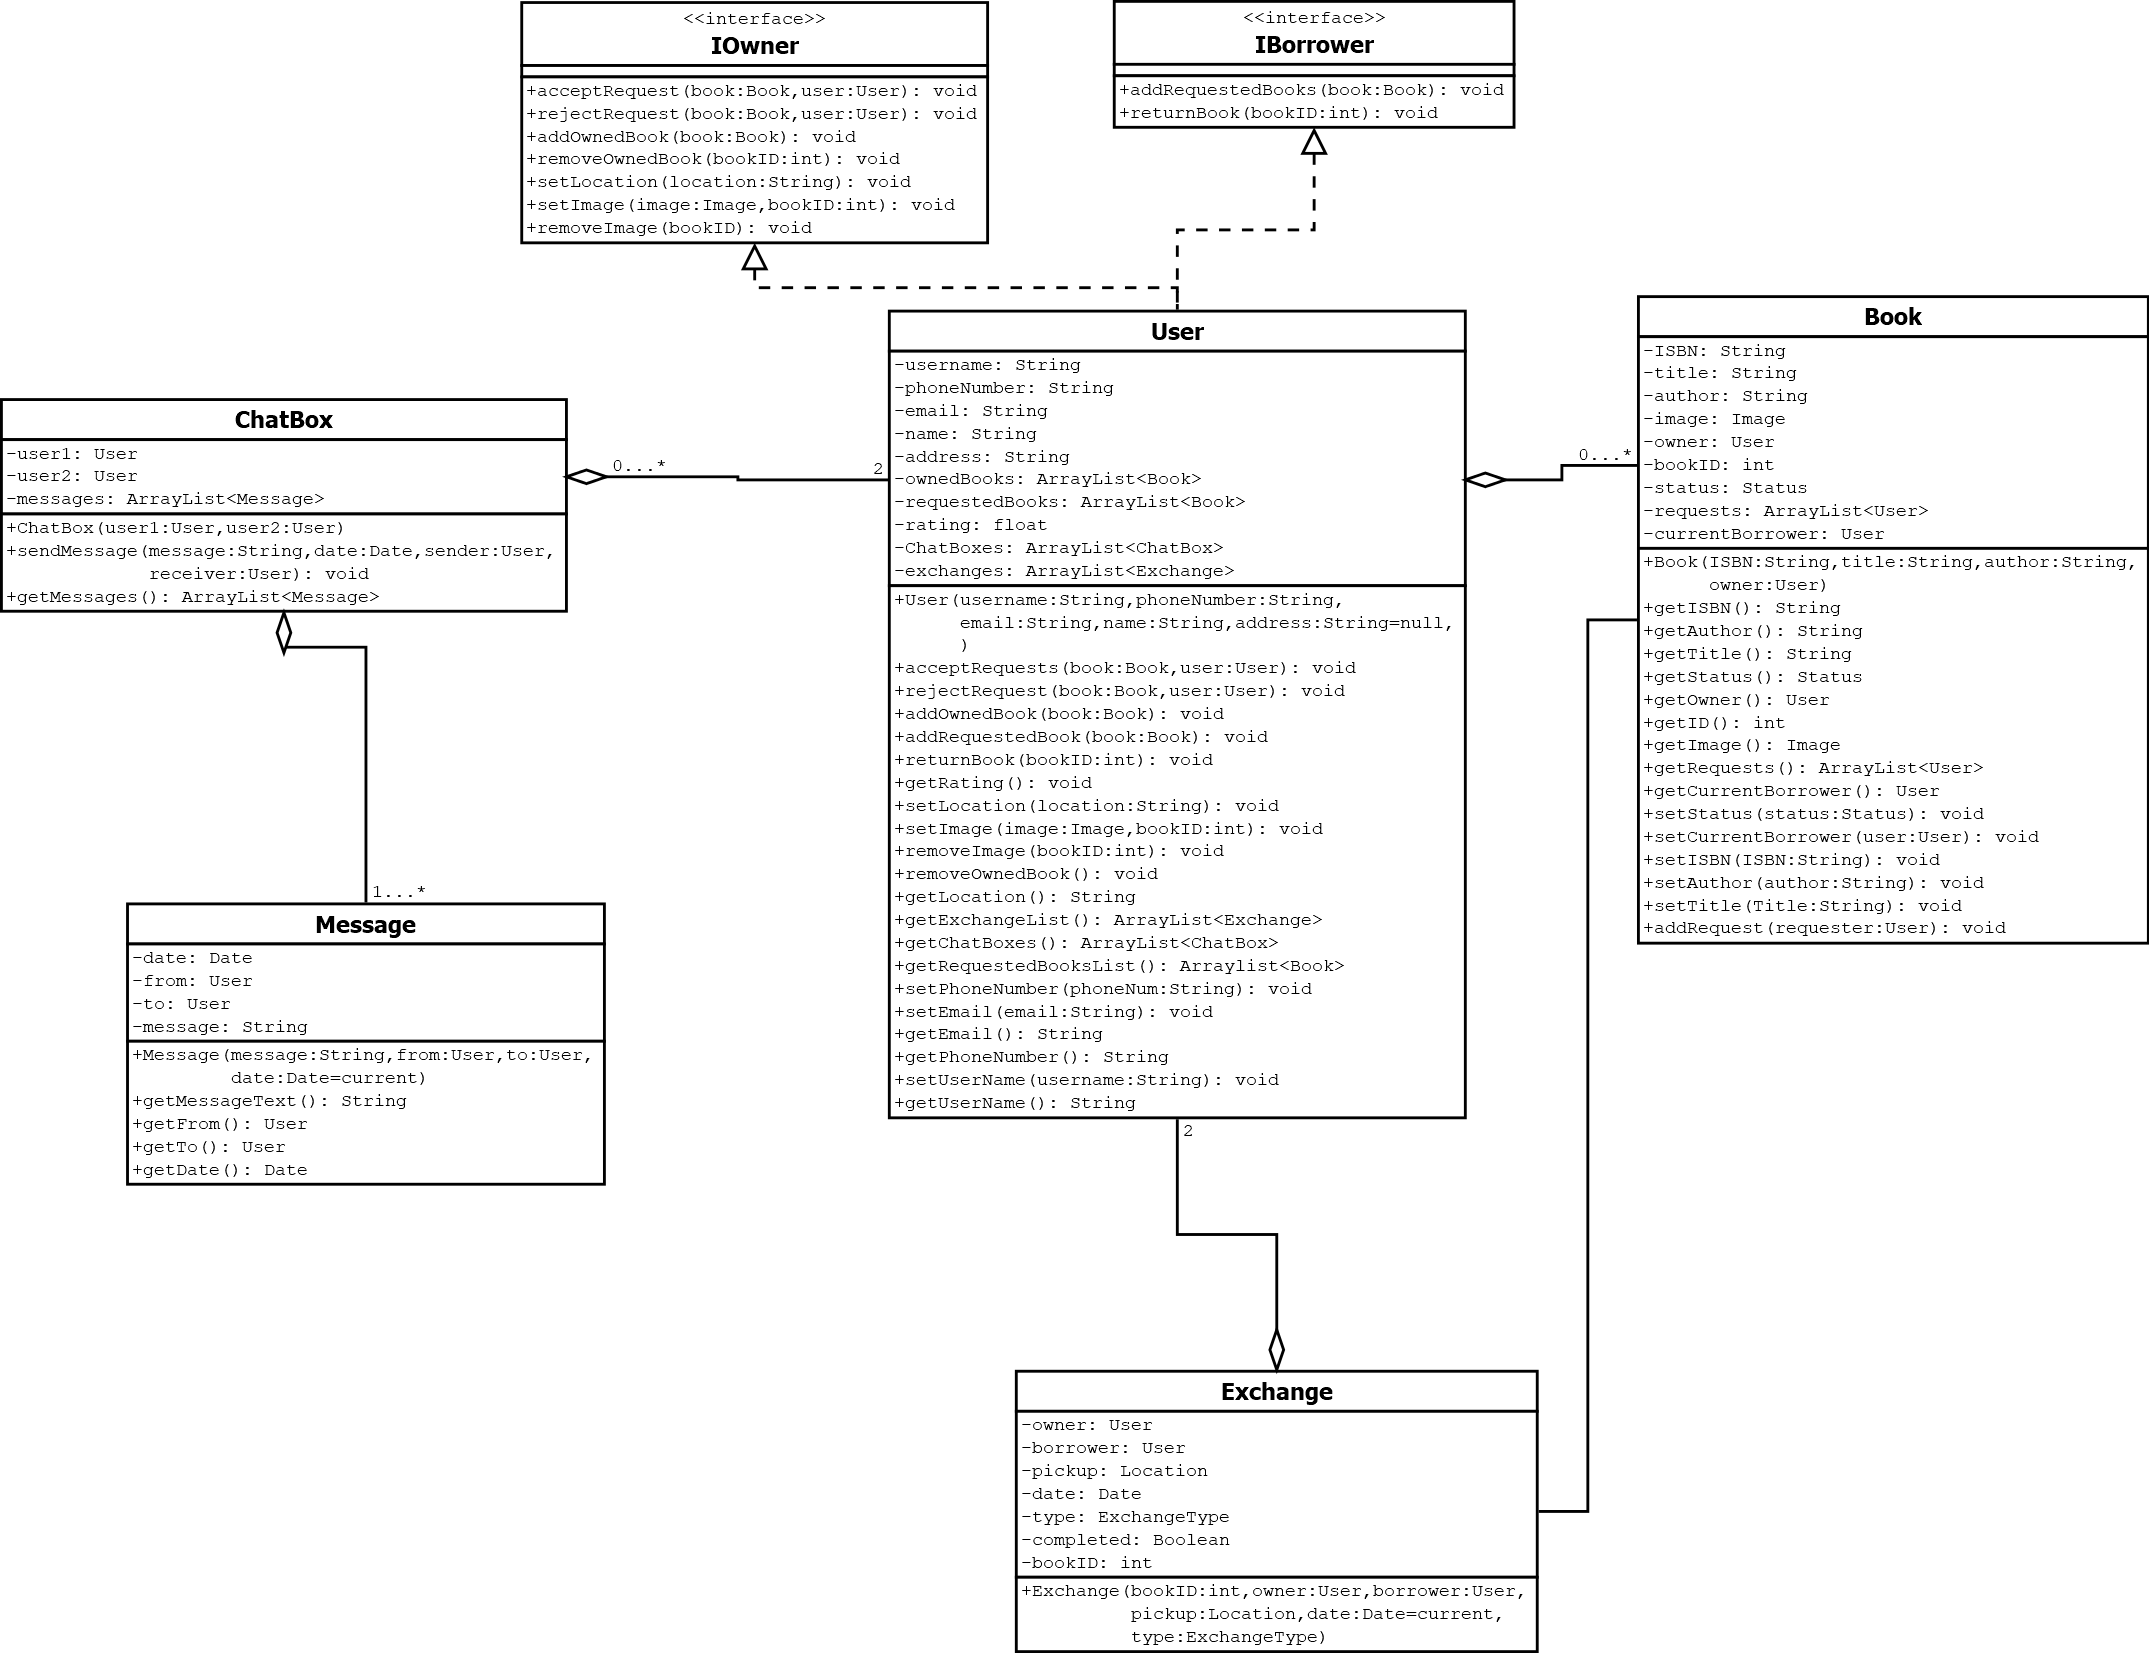 <<interface>>
IOwner
+acceptRequest(book:Book,user:User): void
+rejectRequest(book:Book,user:User): void
+addOwnedBook(book:Book): void
+removeOwnedBook(bookID:int): void
+setLocation(location:String): void
+setImage(image:Image,bookID:int): void
+removeImage(bookID): void
<<interface>>
IBorrower
+addRequestedBooks(book:Book): void
+returnBook(bookID:int): void
ChatBox
-user1: User
-user2: User
-messages: ArrayList<Message>
+ChatBox(user1:User,user2:User)
+sendMessage(message:String,date:Date,sender:User,
receiver:User): void
+getMessages(): ArrayList<Message>
0...*
2
User
-username: String
-phoneNumber: String
-email: String
-name: String
-address: String
-ownedBooks: ArrayList<Book>
-requestedBooks: ArrayList<Book>
-rating: float
-ChatBoxes: ArrayList<ChatBox>
-exchanges: ArrayList<Exchange>
+User(username:String,phoneNumber:String,
email:String,name:String,address:String=null,
)
+acceptRequests(book:Book,user:User): void
+rejectRequest(book:Book,user:User): void
+addOwnedBook(book:Book): void
+addRequestedBook(book:Book): void
+returnBook(bookID:int): void
+getRating(): void
+setLocation(location:String): void
+setImage(image:Image,bookID:int): void
+removeImage(bookID:int): void
+removeOwnedBook(): void
+getLocation(): String
+getExchangeList(): ArrayList<Exchange>
+getChatBoxes(): ArrayList<ChatBox>
+getRequestedBooksList(): Arraylist<Book>
+setPhoneNumber(phoneNum:String): void
+setEmail(email:String): void
+getEmail(): String
+getPhoneNumber(): String
+setUserName(username:String): void
+getUserName(): String
0...*
Book
-ISBN: String
-title: String
-author: String
-image: Image
-owner: User
-bookID: int
-status: Status
-requests: ArrayList<User>
-currentBorrower: User
+Book(ISBN:String,title:String,author:String,
owner:User)
+getISBN(): String
+getAuthor(): String
+getTitle(): String
+getStatus(): Status
+getOwner(): User
+getID(): int
+getImage(): Image
+getRequests(): ArrayList<User>
+getCurrentBorrower(): User
+setStatus(status:Status): void
+setCurrentBorrower(user:User): void
+setISBN(ISBN:String): void
+setAuthor(author:String): void
+setTitle(Title:String): void
+addRequest(requester:User): void
1...*
Message
-date: Date
-from: User
-to: User
-message: String
+Message(message:String,from:User,to:User,
date:Date=current)
+getMessageText(): String
+getFrom(): User
+getTo(): User
+getDate(): Date
2
Exchange
-owner: User
-borrower: User
-pickup: Location
-date: Date
-type: ExchangeType
-completed: Boolean
-bookID: int
+Exchange(bookID:int,owner:User,borrower:User,
pickup:Location,date:Date=current,
type:ExchangeType)